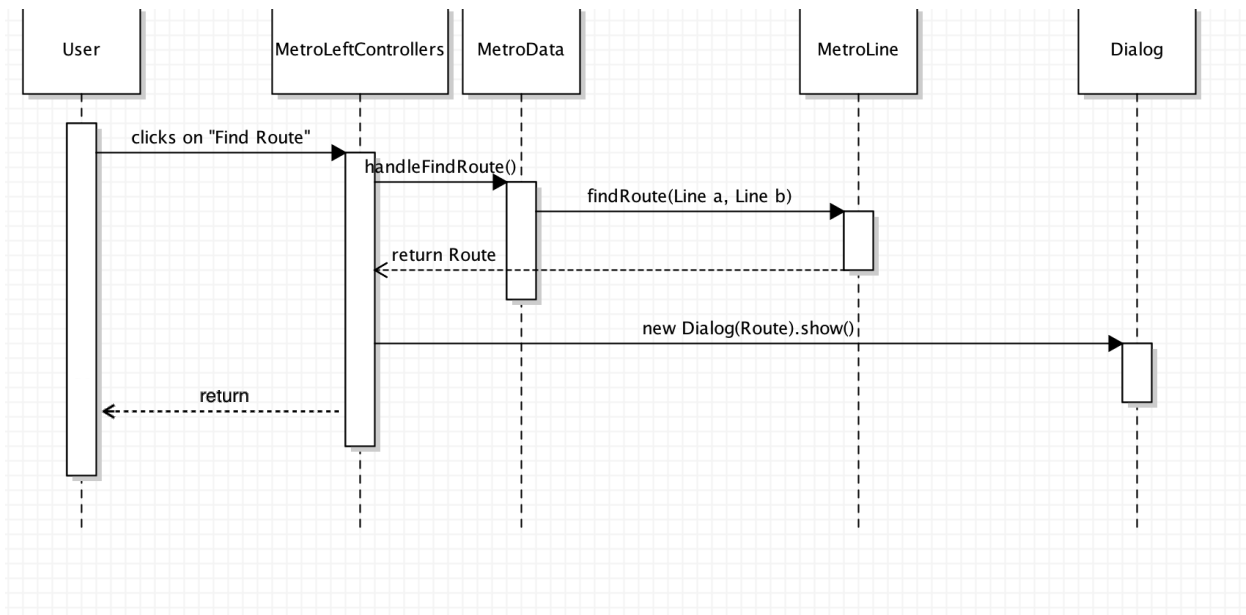 User
MetroLeftControllers
MetroData
MetroLine
Dialog
clicks on "Find Route"
handleFindRoute()
findRoute(Line a, Line b)
return Route
new Dialog(Route).show()
return